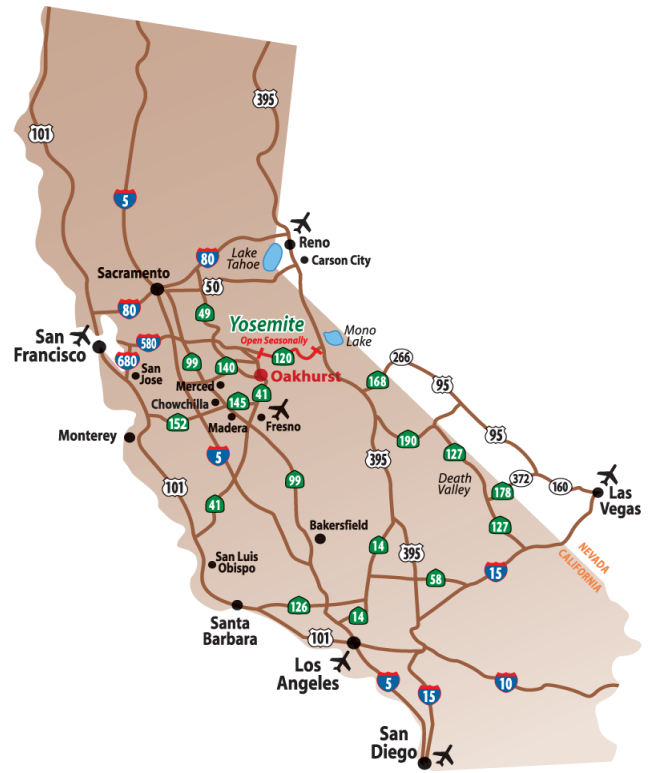 395
101
5
Reno
Lake
Tahoe
80
Carson City
Sacramento
50
80
49
Yosemite
Open Seasonally
Mono
Lake
San
Francisco
580
680
99
140
120
266
San
Jose
Merced
Oakhurst
168
95
Chowchilla
145
41
152
Madera
Fresno
Monterey
190
95
5
395
127
101
99
Death
Valley
372
178
160
Las
Vegas
41
127
Bakersfield
14
395
NEVADA
CALIFORNIA
San Luis
Obispo
15
58
126
14
Santa
Barbara
101
Los
Angeles
5
15
10
San
Diego